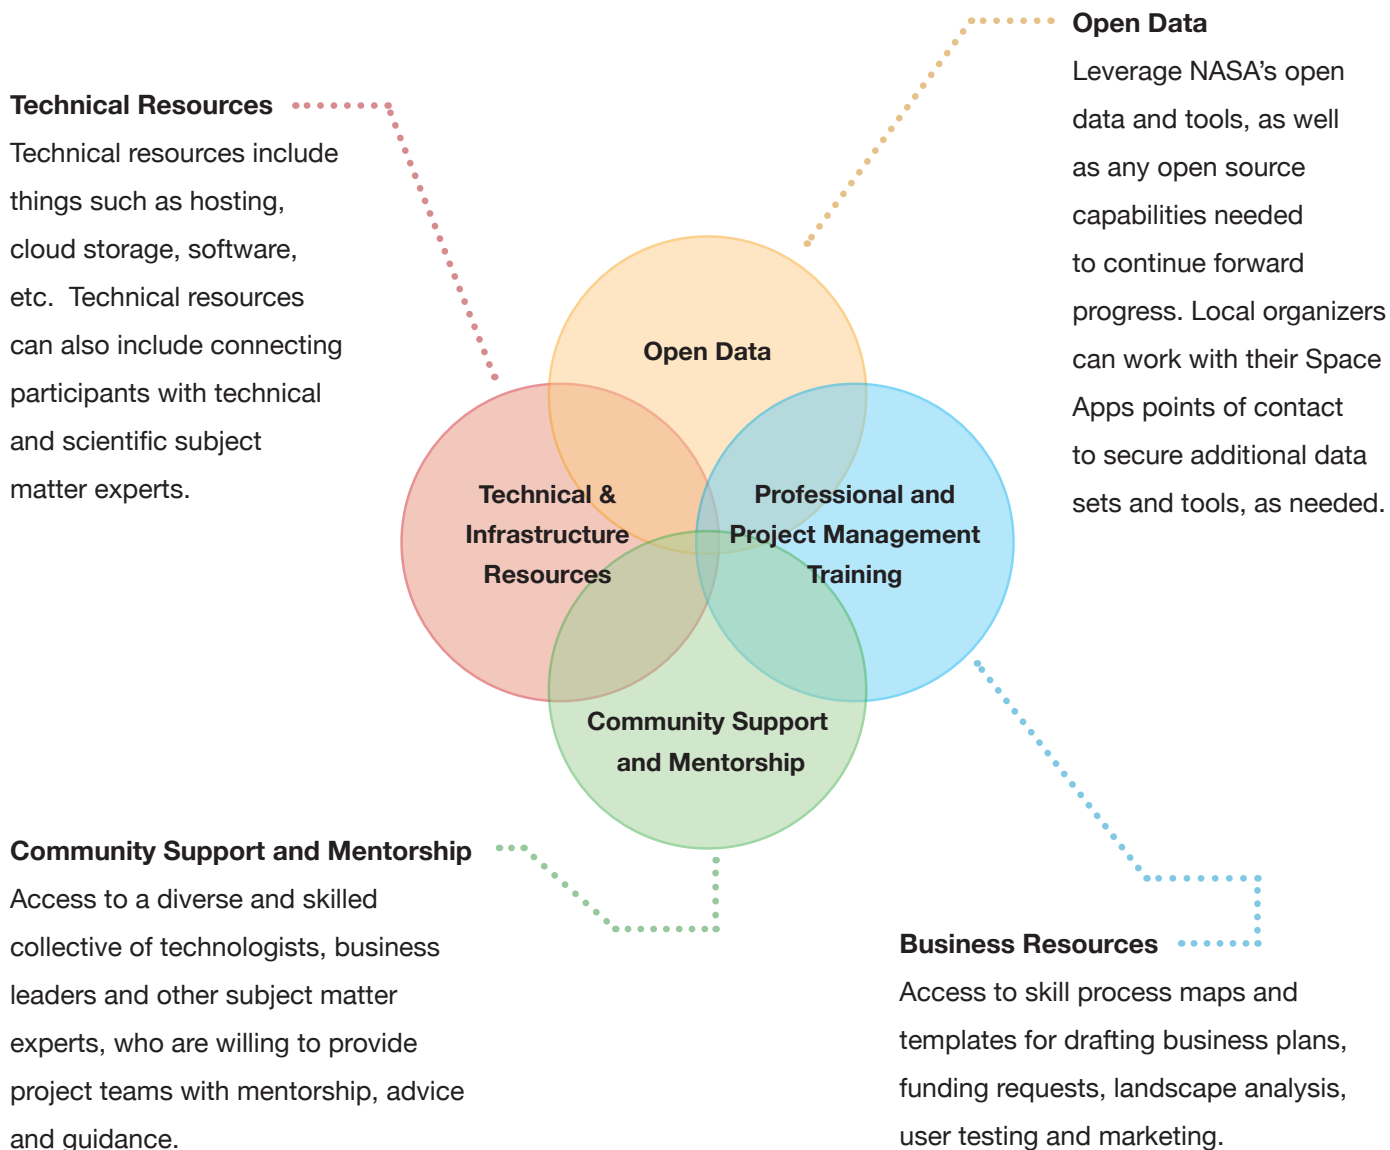 Open Data
Leverage NASA’s open
data and tools, as well
as any open source
capabilities needed
to continue forward
progress. Local organizers
can work with their Space
Apps points of contact
to secure additional data
sets and tools, as needed.
Technical Resources
Technical resources include
things such as hosting,
cloud storage, software,
etc.  Technical resources
can also include connecting
participants with technical
and scientific subject
matter experts.
Open Data
Technical &
Infrastructure
Resources
Professional and
Project Management
Training
Community Support
and Mentorship
Community Support and Mentorship
Access to a diverse and skilled
collective of technologists, business
leaders and other subject matter
experts, who are willing to provide
project teams with mentorship, advice
and guidance.
Business Resources
Access to skill process maps and
templates for drafting business plans,
funding requests, landscape analysis,
user testing and marketing.